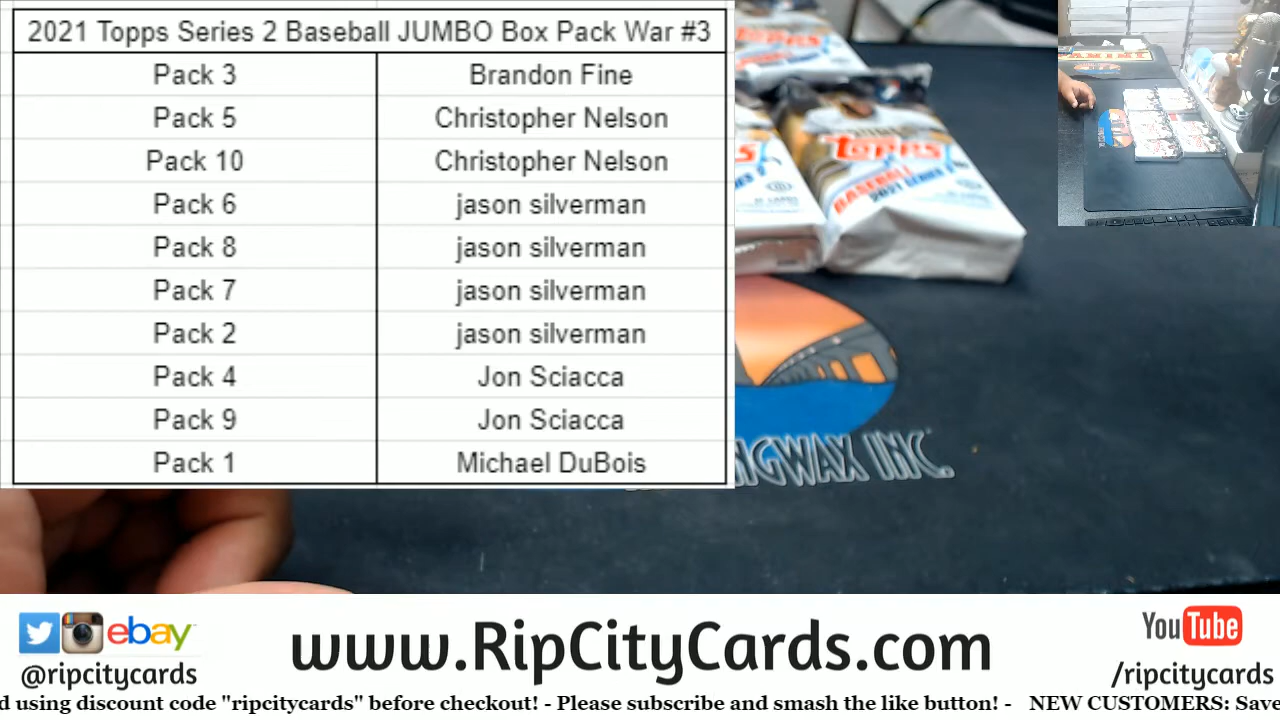 2021 Topps Series 2 Baseball JUMBO Box Pack War #3
Pack 3 Brandon Fine
Pack 5 Christopher Nelson
Pack 10 Christopher Nelson
Pack 6 jason silverman
Pack 8 jason silverman
Pack 7 jason silverman
Pack 2 jason silverman
Pack 4 Jon Sciacca
Pack 9 Jon Sciacca
Pack 1 Michael DuBois
topps
topps
BASEBALL
2021 SERIES
NGWAX INC.
ebay
@ripcitycards
www.RipCityCards.com
YouTube
/ripcitycards
d using discount code "ripcitycards" before checkout! - Please subscribe and smash the like button! - NEW CUSTOMERS: Save